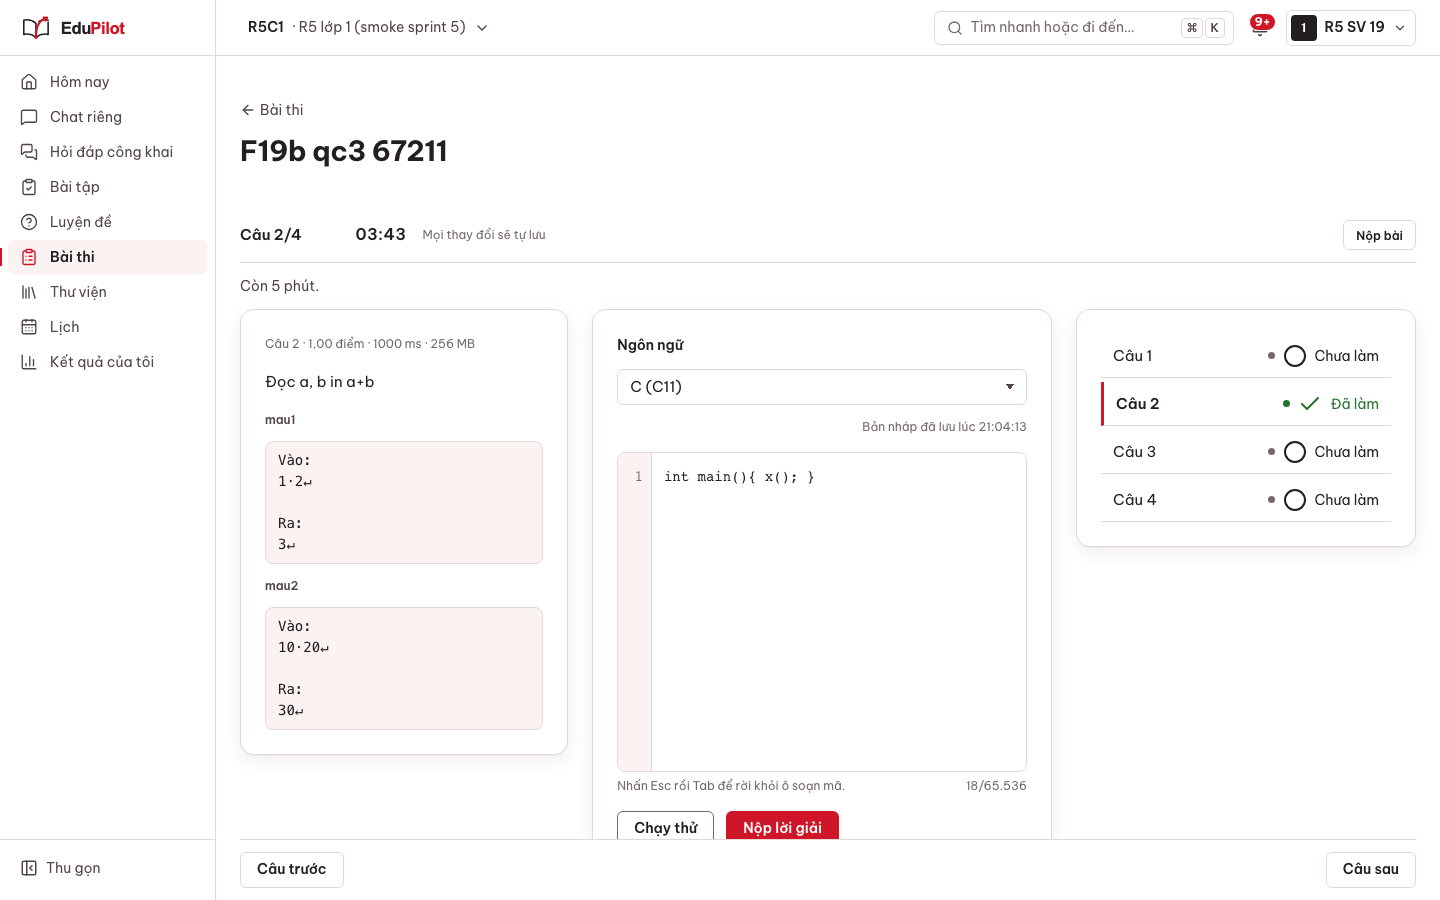 EduPilot
R5C1 · R5 lớp 1 (smoke sprint 5)
Tìm nhanh hoặc đi đến...
⌘ K
9+
1 R5 SV 19
Hôm nay
Chat riêng
Hỏi đáp công khai
Bài tập
Luyện đề
Bài thi
Thư viện
Lịch
Kết quả của tôi
Thu gọn
← Bài thi
F19b qc3 67211
Câu 2/4 03:43 Mọi thay đổi sẽ tự lưu
Nộp bài
Còn 5 phút.
Câu 2 · 1,00 điểm · 1000 ms · 256 MB
Đọc a, b in a+b
mau1
Vào:
1·2↵
Ra:
3↵
mau2
Vào:
10·20↵
Ra:
30↵
Ngôn ngữ
C (C11)
Bản nháp đã lưu lúc 21:04:13
1 int main(){ x(); }
Nhấn Esc rồi Tab để rời khỏi ô soạn mã. 18/65.536
Chạy thử Nộp lời giải
Câu 1 Chưa làm
Câu 2 Đã làm
Câu 3 Chưa làm
Câu 4 Chưa làm
Câu trước Câu sau